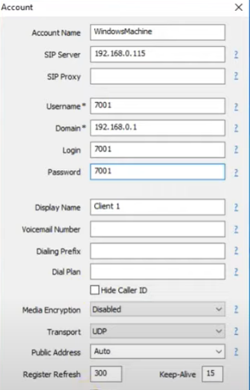 Account
Account Name WindowsMachine
SIP Server 192.168.0.115 ?
SIP Proxy ?
Username* 7001 ?
Domain* 192.168.0.1 ?
Login 7001 ?
Password 7001 ?
Display Name Client 1 ?
Voicemail Number ?
Dialing Prefix ?
Dial Plan ?
Hide Caller ID ?
Media Encryption Disabled ?
Transport UDP ?
Public Address Auto ?
Register Refresh 300 Keep-Alive 15 ?